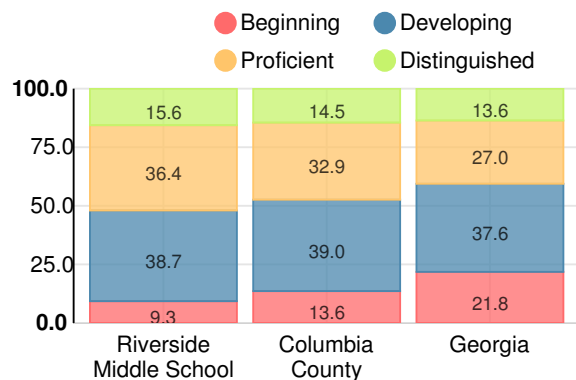 Beginning Developing
Proficient Distinguished
100.0
75.0
50.0
25.0
0.0
15.6 14.5 13.6
36.4 32.9 27.0
38.7 39.0 37.6
9.3 13.6 21.8
Riverside Columbia Georgia
Middle School County